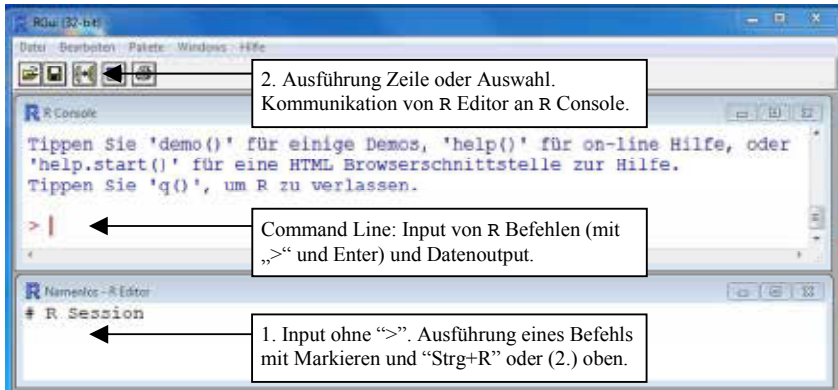 RGui (32-bit)
Datei Bearbeiten Pakete Windows Hilfe
2. Ausführung Zeile oder Auswahl.
Kommunikation von R Editor an R Console.
R Console
Tippen Sie 'demo()' für einige Demos, 'help()' für on-line Hilfe, oder
'help.start()' für eine HTML Browserschnittstelle zur Hilfe.
Tippen Sie 'q()', um R zu verlassen.
> |
Command Line: Input von R Befehlen (mit
„>“ und Enter) und Datenoutput.
Namenlos - R Editor
# R Session
1. Input ohne “>”. Ausführung eines Befehls
mit Markieren und “Strg+R” oder (2.) oben.